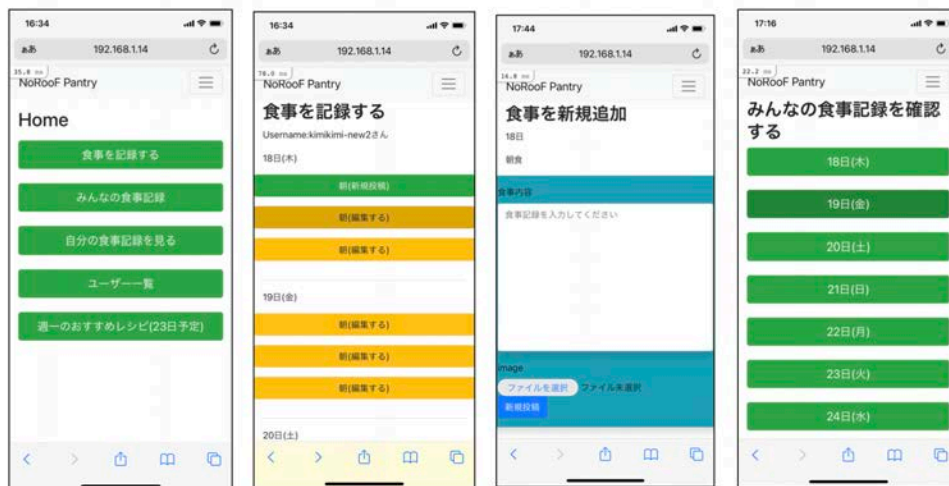 16:34
ああ 192.168.1.14
35.8 ms
NoRooF Pantry
Home
食事を記録する
みんなの食事記録
自分の食事記録を見る
ユーザー一覧
週一のおすすめレシピ(23日予定)
16:34
ああ 192.168.1.14
NoRooF Pantry
食事を記録する
Username:kimikimi-new2さん
18日(木)
朝(新規投稿)
朝(編集する)
朝(編集する)
19日(金)
朝(編集する)
朝(編集する)
朝(編集する)
20日(土)
17:44
ああ 192.168.1.14
NoRooF Pantry
食事を新規追加
18日
朝食
食事内容
食事記録を入力してください
image
ファイルを選択 ファイル未選択
新規投稿
17:16
ああ 192.168.1.14
22.2 ms
NoRooF Pantry
みんなの食事記録を確認
する
18日(木)
19日(金)
20日(土)
21日(日)
22日(月)
23日(火)
24日(水)